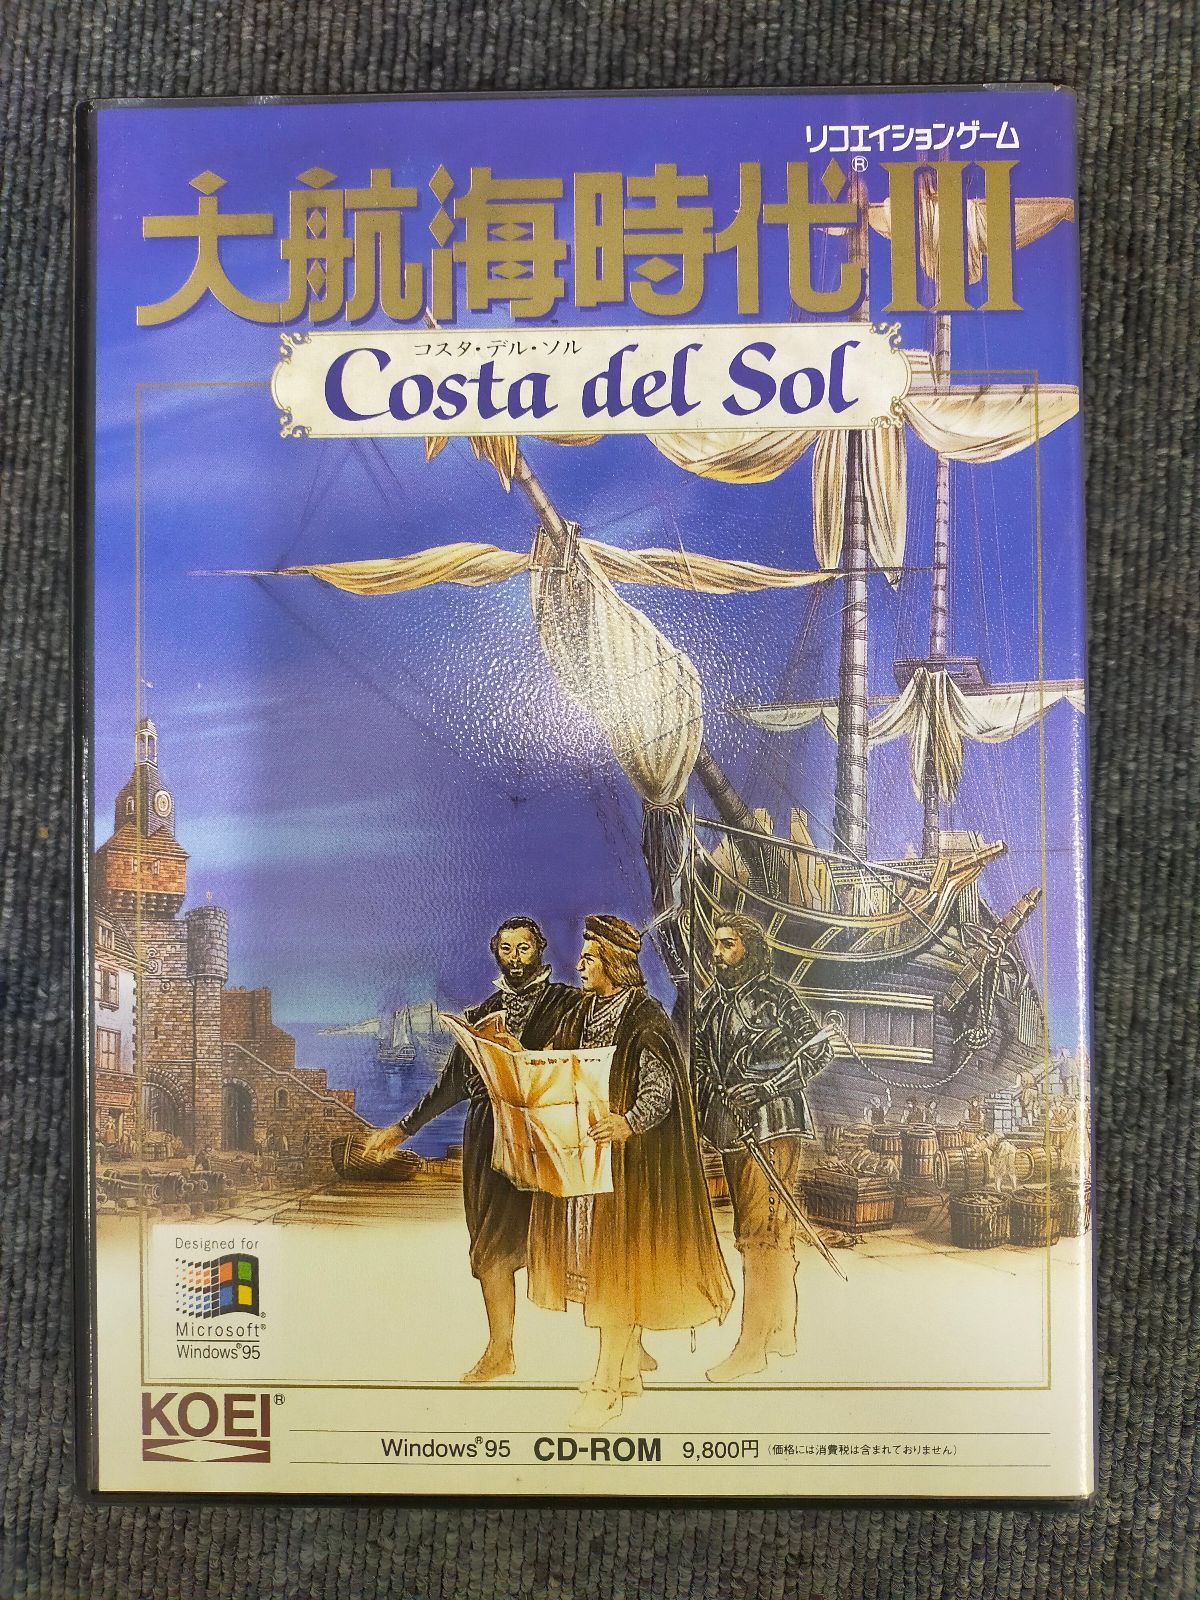 リコエイションゲーム
大航海時代®III
コスタ・デル・ソル
Costa del Sol
Designed for
Microsoft®
Windows®95
KOEI®
Windows®95 CD-ROM 9,800円 (価格には消費税は含まれておりません)